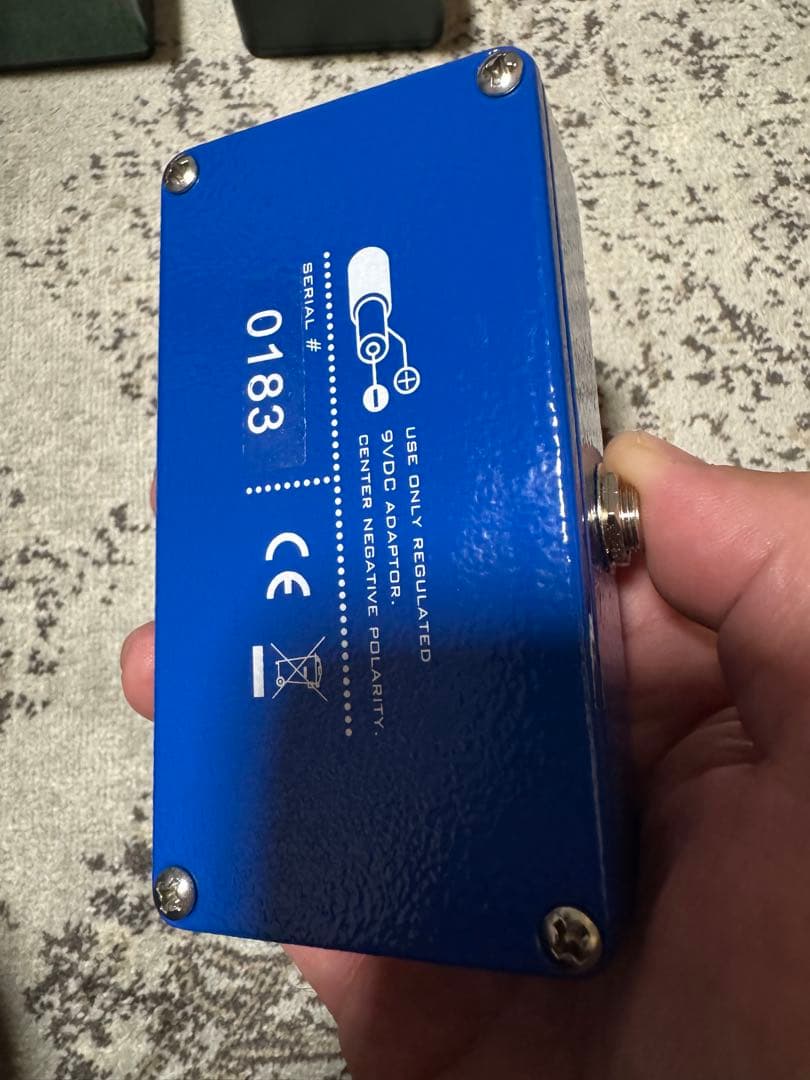 USE ONLY REGULATED
9VDC ADAPTOR.
CENTER NEGATIVE POLARITY.
SERIAL #
0183
CE